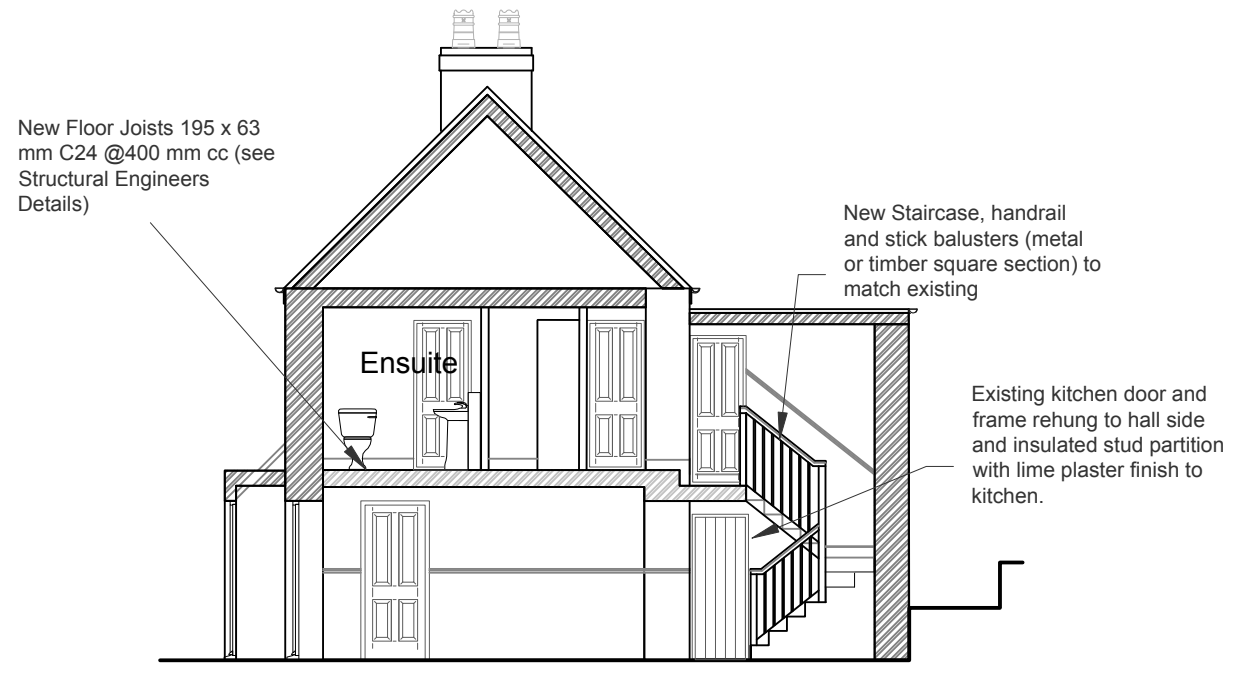 New Floor Joists 195 x 63
mm C24 @400 mm cc (see
Structural Engineers
Details)
New Staircase, handrail
and stick balusters (metal
or timber square section) to
match existing
Ensuite
Existing kitchen door and
frame rehung to hall side
and insulated stud partition
with lime plaster finish to
kitchen.